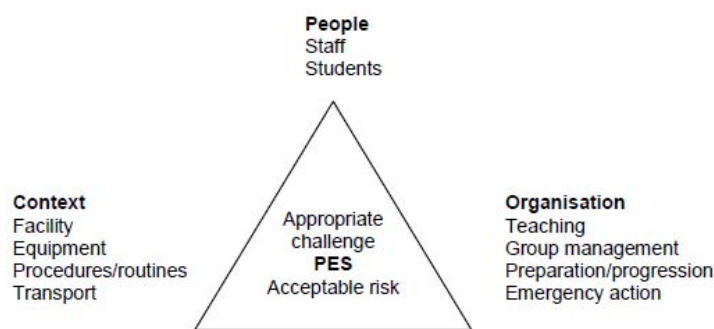 People
Staff
Students
Context
Facility
Equipment
Procedures/routines
Transport
Appropriate
challenge
PES
Acceptable risk
Organisation
Teaching
Group management
Preparation/progression
Emergency action